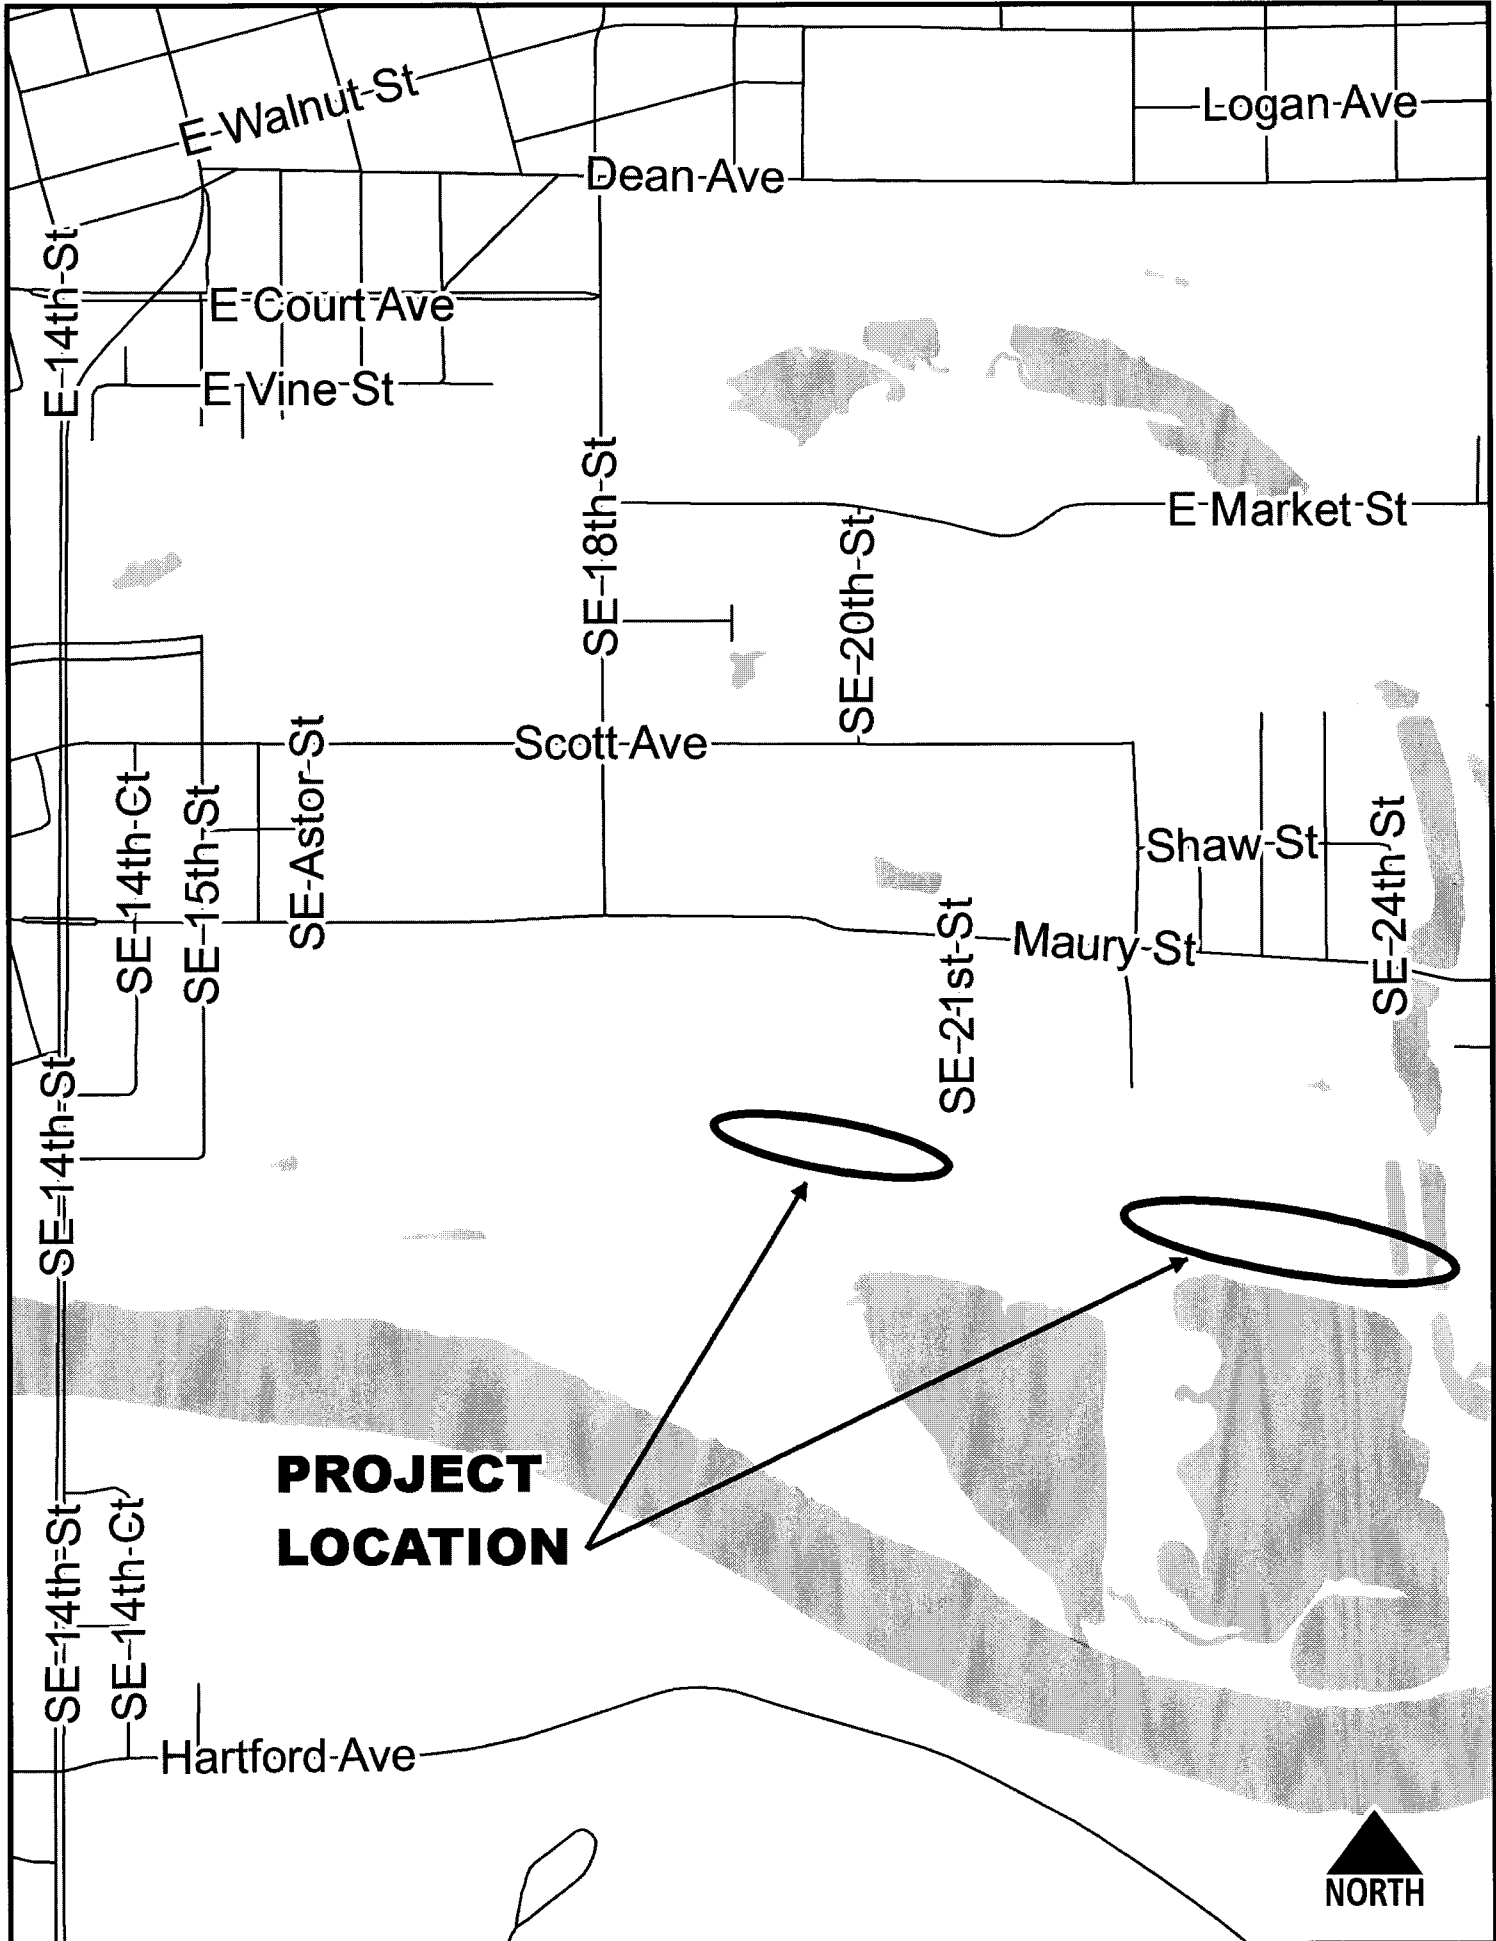 E Walnut St
Logan Ave
Dean Ave
E 14th St
E Court Ave
E Vine St
SE 18th St
E Market St
SE 20th St
Scott Ave
SE 14th Ct
SE 15th St
SE Astor St
Shaw St
SE 24th St
SE 21st St
Maury St
SE 14th St
PROJECT
LOCATION
SE 14th St
SE 14th Ct
Hartford Ave
NORTH